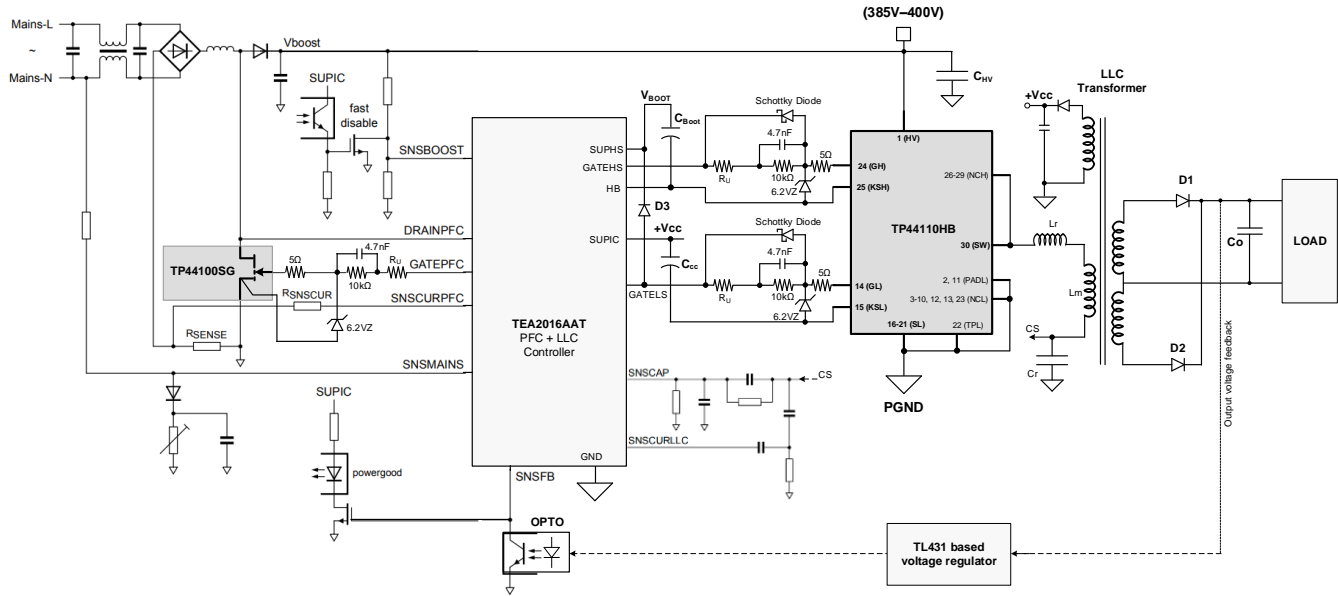 (385V–400V)
Mains-L
~
Mains-N
Vboost
SUPIC
fast
disable
SNSBOOST
DRAINPFC
TP44100SG
5Ω
4.7nF
10kΩ
RU
6.2VZ
GATEPFC
RSNSCUR
SNSCURPFC
RSENSE
SNSMAINS
SUPIC
powergood
TEA2016AAT
PFC + LLC
Controller
SUPHS
GATEHS
HB
SUPIC
GATELS
SNSCAP
SNSCURLLC
GND
SNSFB
VBOOT
CBoot
D3
+Vcc
Ccc
Schottky Diode
4.7nF
RU
10kΩ
5Ω
6.2VZ
Schottky Diode
4.7nF
RU
10kΩ
5Ω
6.2VZ
CS
CHV
1 (HV)
24 (GH)
25 (KSH)
26-29 (NCH)
TP44110HB
30 (SW)
2, 11 (PADL)
14 (GL)
3-10, 12, 13, 23 (NCL)
15 (KSL)
16-21 (SL)
22 (TPL)
PGND
LLC
Transformer
+Vcc
Lr
Lm
CS
Cr
D1
D2
Co
LOAD
Output voltage feedback
OPTO
TL431 based
voltage regulator